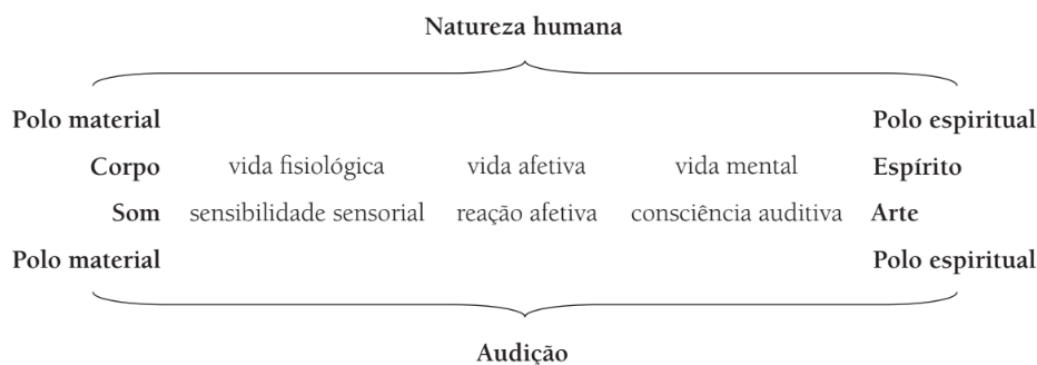 Natureza humana
Polo material Polo espiritual
Corpo vida fisiológica vida afetiva vida mental Espírito
Som sensibilidade sensorial reação afetiva consciência auditiva Arte
Polo material Polo espiritual
Audição